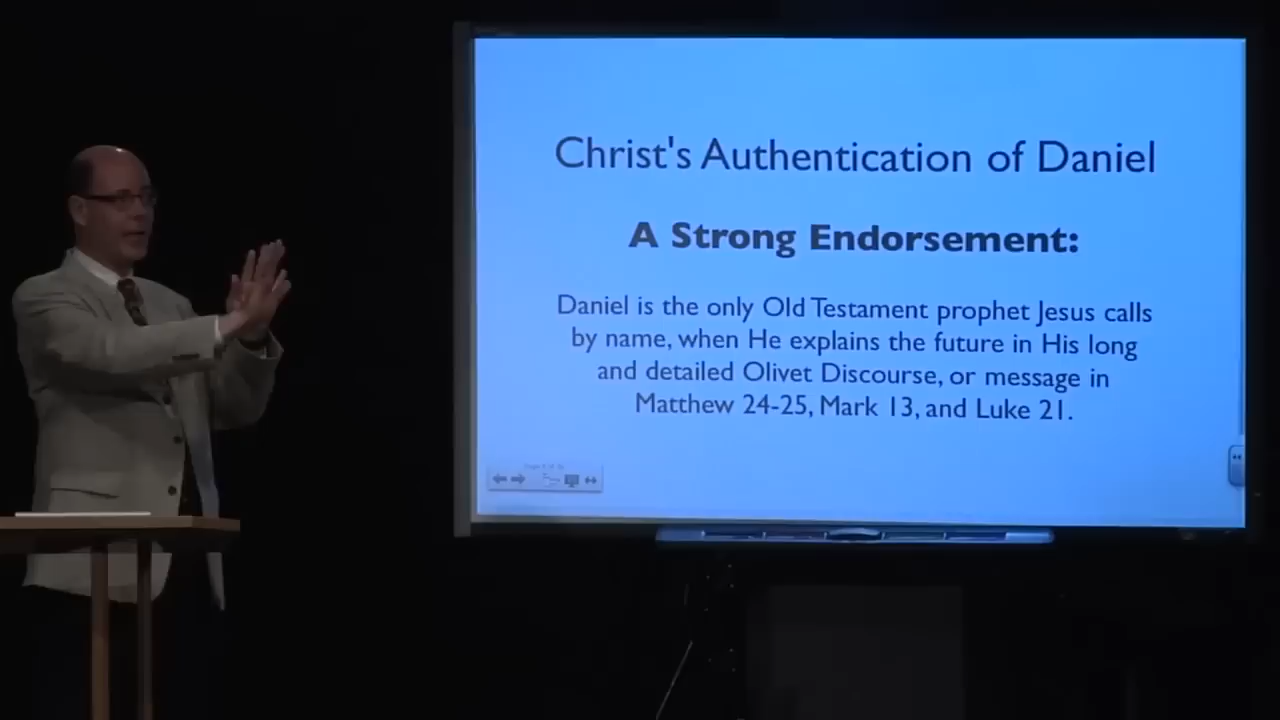 Christ's Authentication of Daniel
A Strong Endorsement:
Daniel is the only Old Testament prophet Jesus calls
by name, when He explains the future in His long
and detailed Olivet Discourse, or message in
Matthew 24-25, Mark 13, and Luke 21.